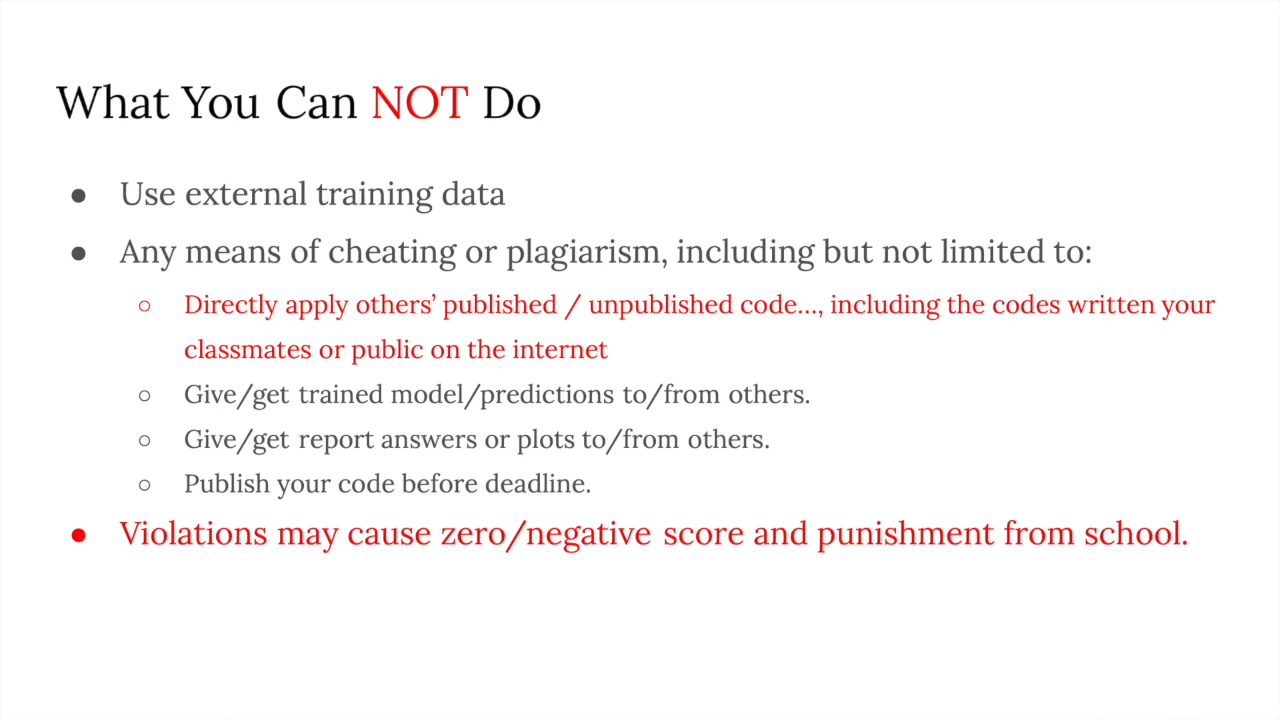 What You Can NOT Do
● Use external training data
● Any means of cheating or plagiarism, including but not limited to:
○ Directly apply others’ published / unpublished code…, including the codes written your
classmates or public on the internet
○ Give/get trained model/predictions to/from others.
○ Give/get report answers or plots to/from others.
○ Publish your code before deadline.
● Violations may cause zero/negative score and punishment from school.